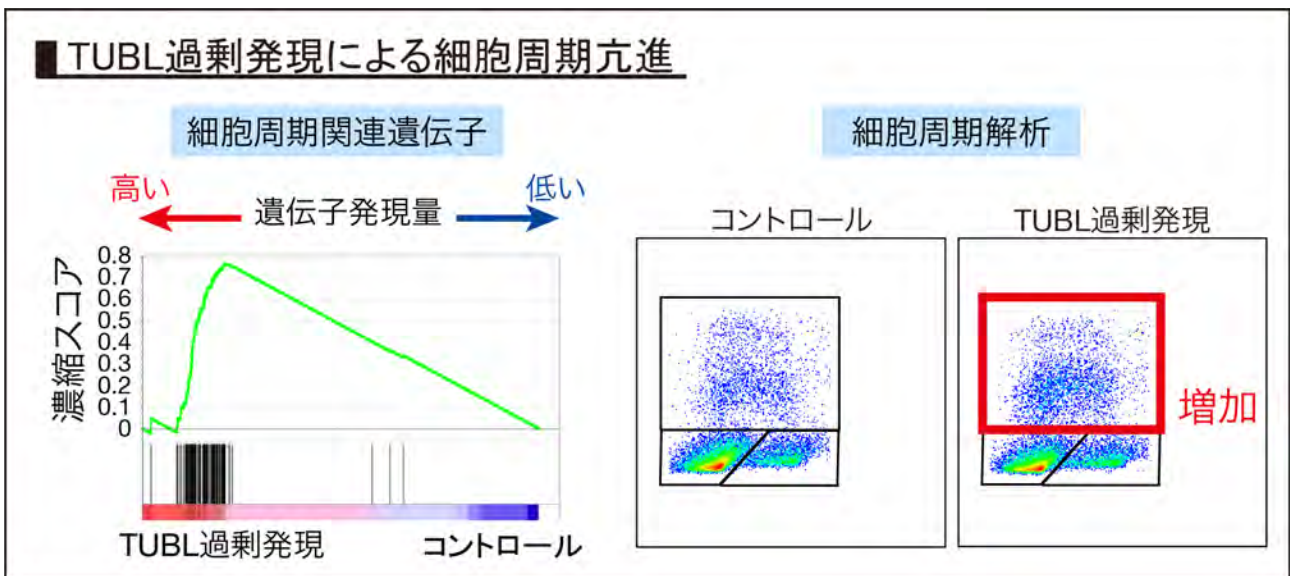 TUBL過剰発現による細胞周期亢進
細胞周期関連遺伝子
高い
遺伝子発現量
低い
濃縮スコア
0.8
0.7
0.6
0.5
0.4
0.3
0.2
0.1
0
TUBL過剰発現
コントロール
細胞周期解析
コントロール
TUBL過剰発現
増加